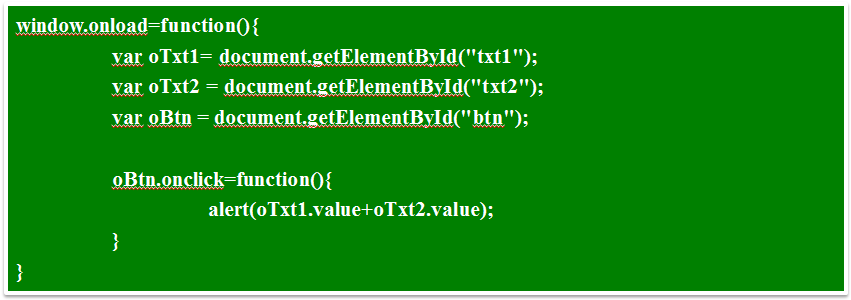 window.onload=function(){
var oTxt1= document.getElementById("txt1");
var oTxt2 = document.getElementById("txt2");
var oBtn = document.getElementById("btn");
oBtn.onclick=function(){
alert(oTxt1.value+oTxt2.value);
}
}